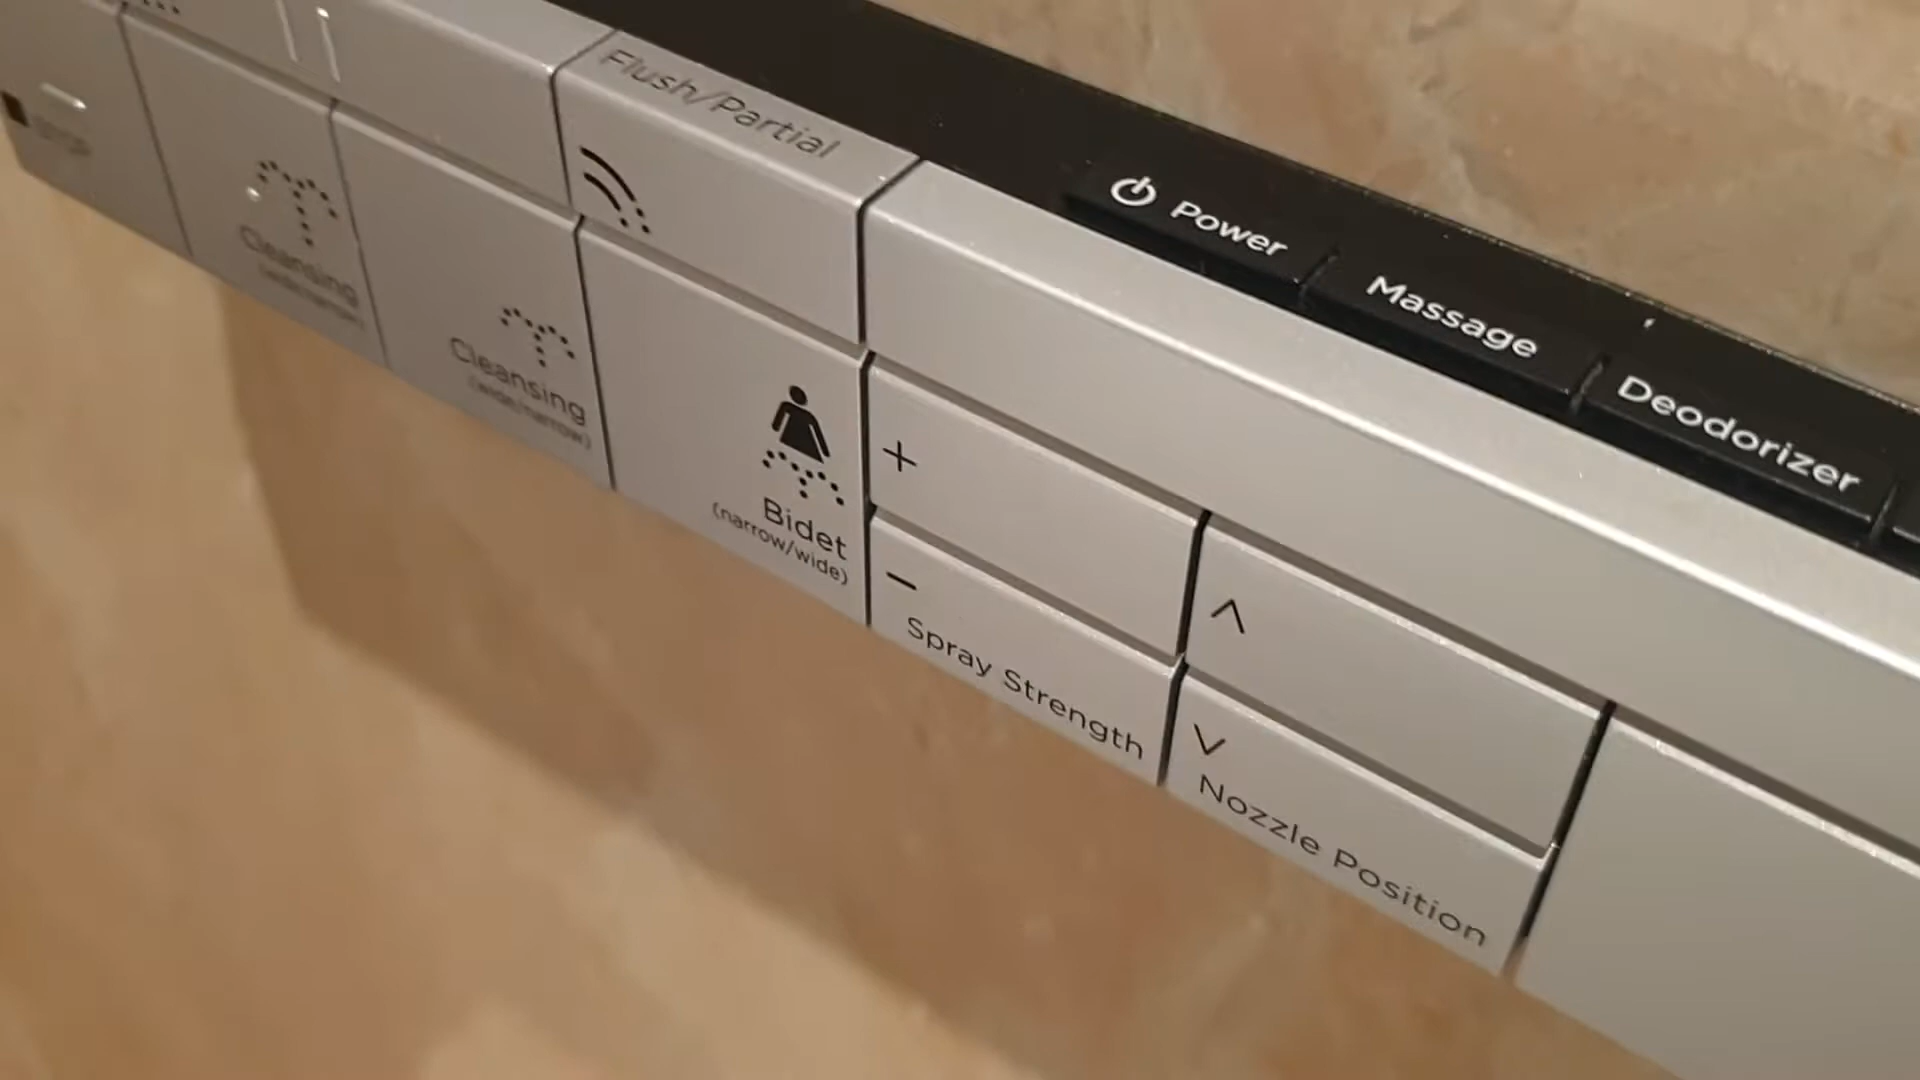 Flush/Partial
Power
Massage
Deodorizer
Cleansing
Cleansing
(wide/narrow)
Bidet
(narrow/wide)
+
−
Spray Strength
Nozzle Position